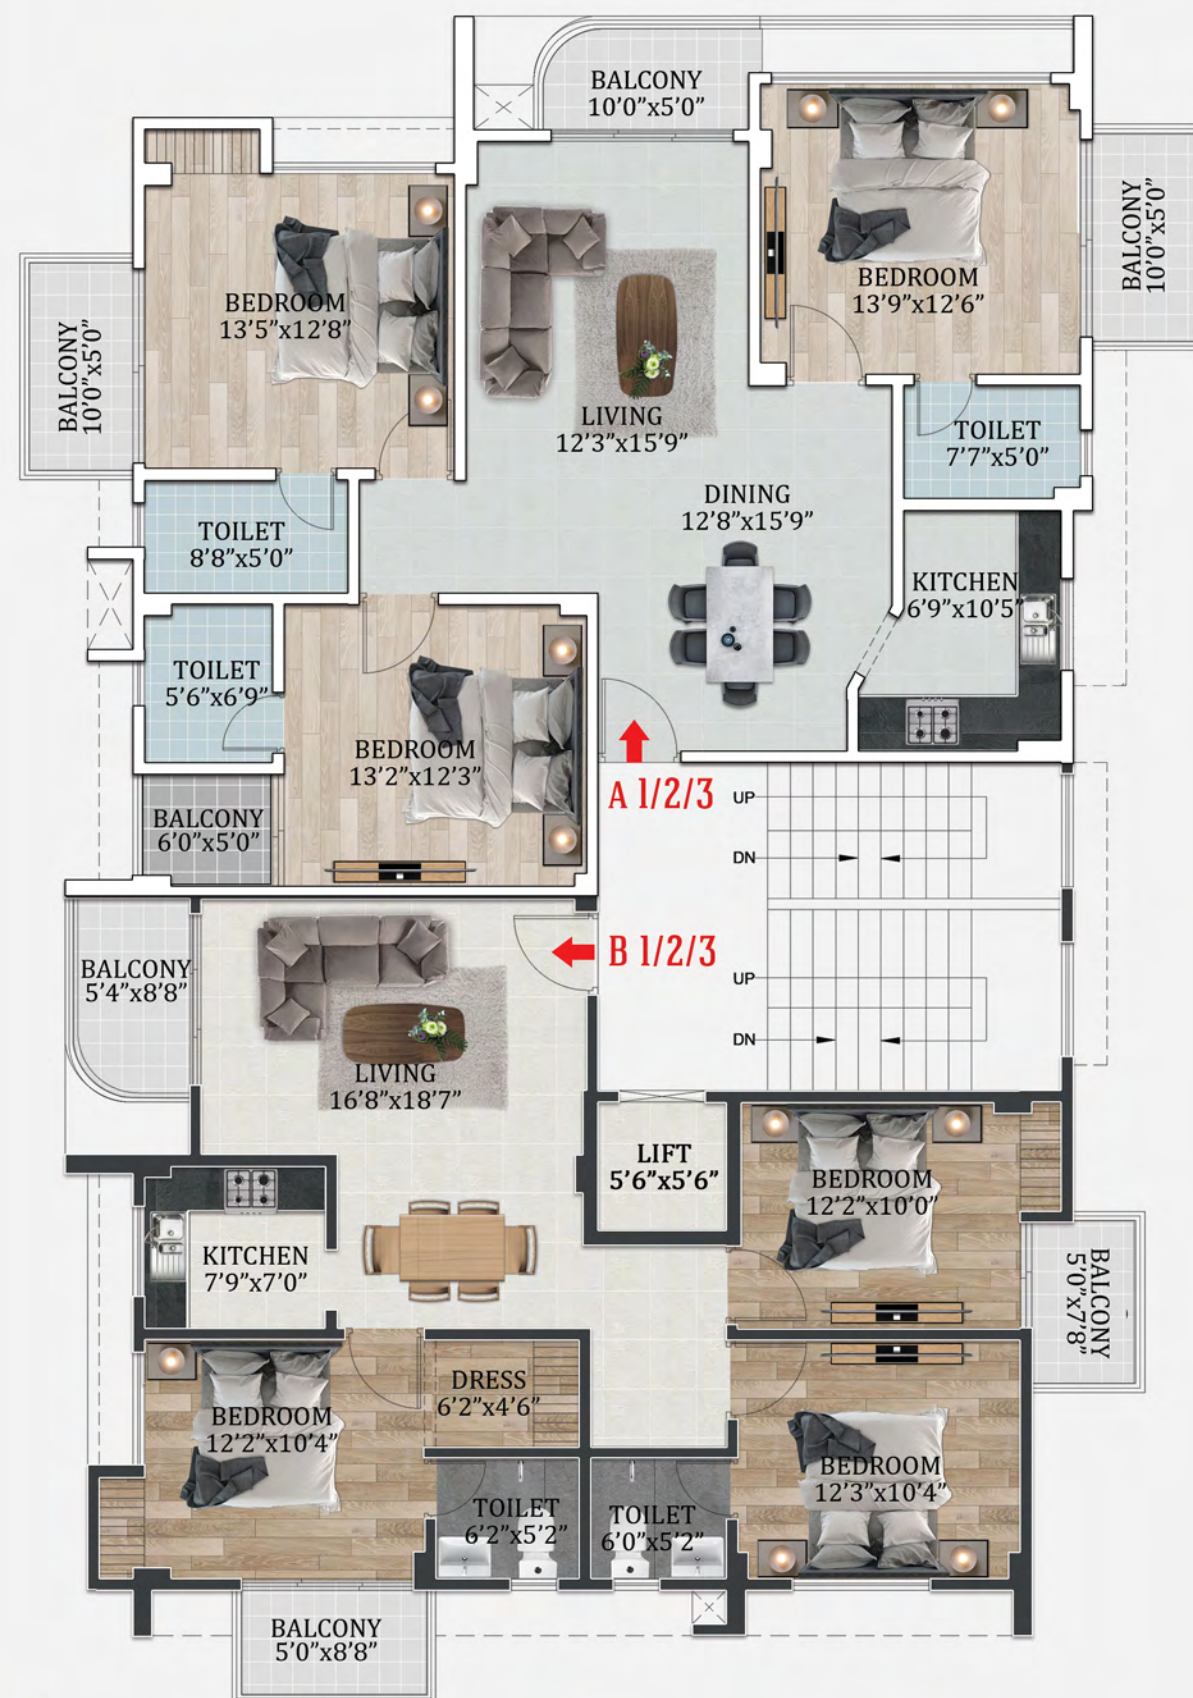 BALCONY
10'0"x5'0"
BALCONY
10'0"x5'0"
BEDROOM
13'9"x12'6"
BEDROOM
13'5"x12'8"
BALCONY
10'0"x5'0"
LIVING
12'3"x15'9"
TOILET
7'7"x5'0"
DINING
12'8"x15'9"
TOILET
8'8"x5'0"
KITCHEN
6'9"x10'5"
TOILET
5'6"x6'9"
BEDROOM
13'2"x12'3"
BALCONY
6'0"x5'0"
A 1/2/3
UP
DN
B 1/2/3
UP
DN
BALCONY
5'4"x8'8"
LIVING
16'8"x18'7"
LIFT
5'6"x5'6"
BEDROOM
12'2"x10'0"
KITCHEN
7'9"x7'0"
BALCONY
5'0"x7'8"
DRESS
6'2"x4'6"
BEDROOM
12'2"x10'4"
BEDROOM
12'3"x10'4"
TOILET
6'2"x5'2"
TOILET
6'0"x5'2"
BALCONY
5'0"x8'8"